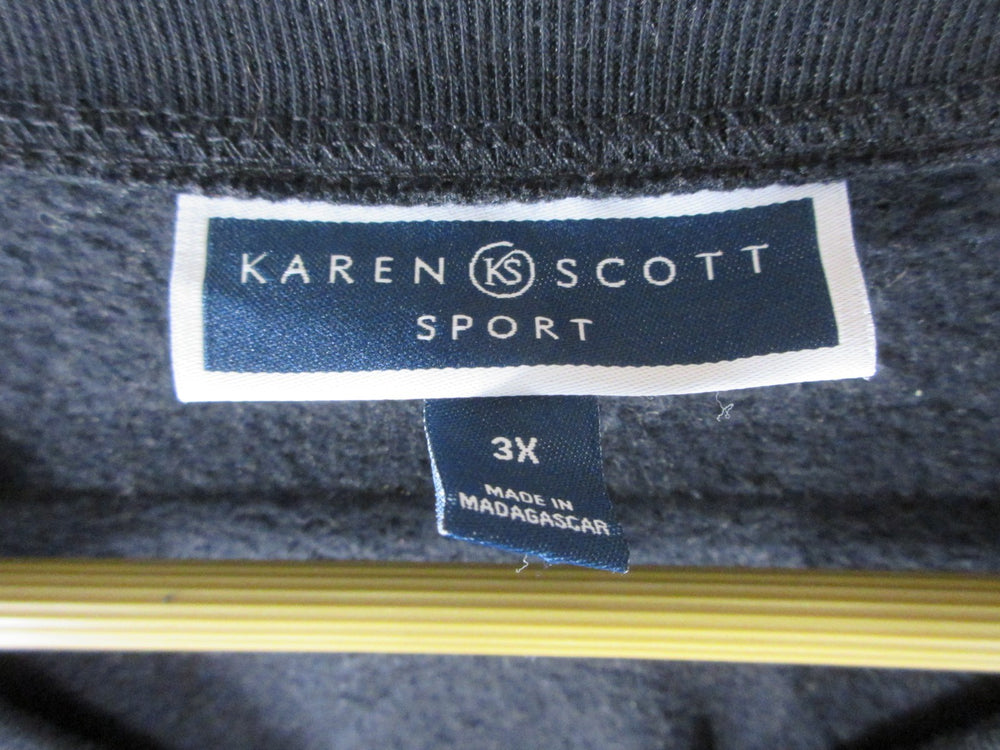 KAREN KS SCOTT
SPORT
3X
MADE IN
MADAGASCAR